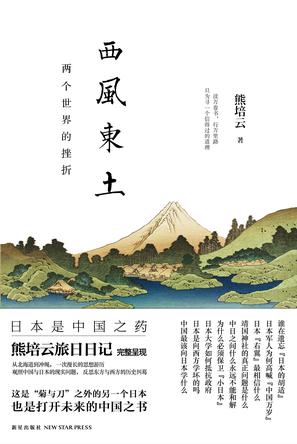 西風東土
两个世界的挫折
熊培云 著
读万卷书,行万里路
只为寻一个信得过的道理
日本是中国之药
熊培云旅日日记 完整呈现
从北海道到冲绳,一次漫长的思想游历
观照中国与日本的现实问题,反思东方与西方的历史因葛
这是“菊与刀”之外的另一个日本
也是打开未来的中国之书
谁在遗忘『日本的胡适』
日本军人为何高喊『中国万岁』
日本『右翼』最相信什么
靖国神社的真正问题是什么
中日之间什么永远不能和解
为什么必须保卫『小日本』
日本大学如何抵抗政府
日本是向西方学坏的吗
中国最该向日本学什么
新星出版社 NEW STAR PRESS